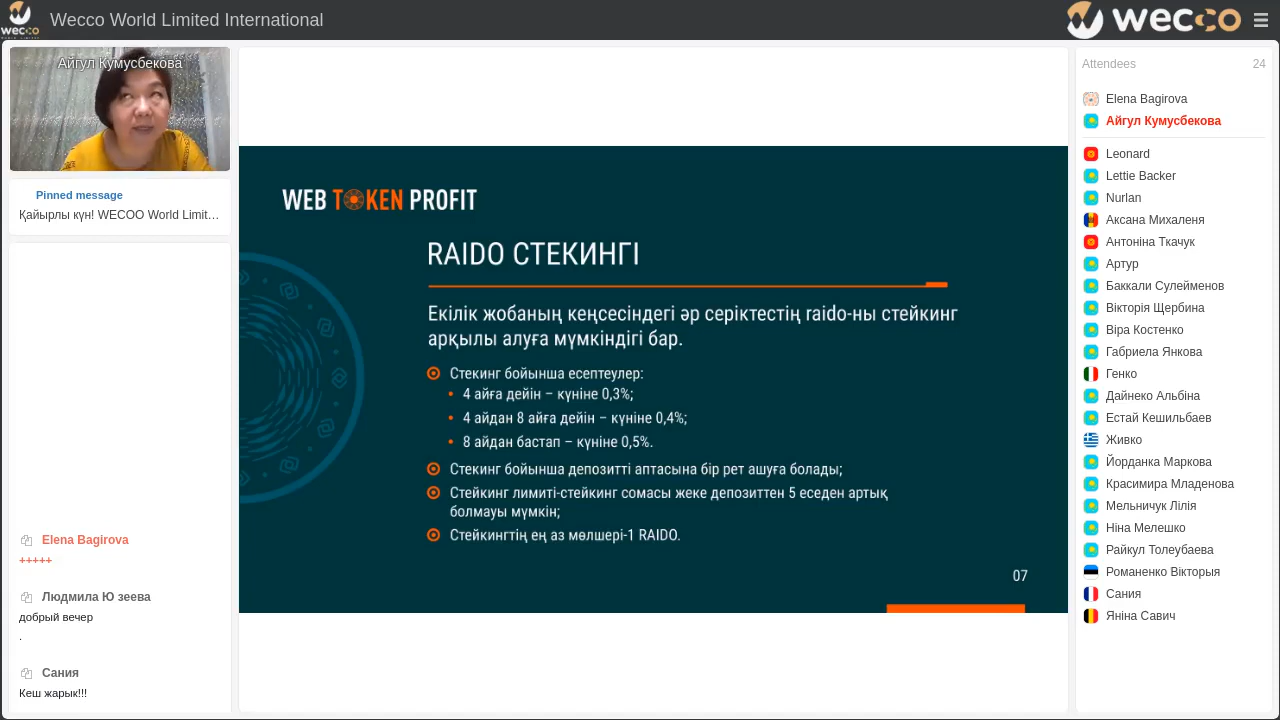 wecco
Wecco World Limited International
wecco
Айгул Кумусбекова
Pinned message
Қайырлы күн! WECOO World Limit…
Elena Bagirova
+++++
Людмила Ю зеева
добрый вечер
.
Сания
Кеш жарык!!!
WEB TOKEN PROFIT
RAIDO СТЕКИНГІ
Екілік жобаның кеңсесіндегі әр серіктестің raido-ны стейкинг
арқылы алуға мүмкіндігі бар.
Стекинг бойынша есептеулер:
4 айға дейін – күніне 0,3%;
4 айдан 8 айға дейін – күніне 0,4%;
8 айдан бастап – күніне 0,5%.
Стекинг бойынша депозитті аптасына бір рет ашуға болады;
Стейкинг лимиті-стейкинг сомасы жеке депозиттен 5 еседен артық
болмауы мүмкін;
Стейкингтің ең аз мөлшері-1 RAIDO.
07
Attendees 24
Elena Bagirova
Айгул Кумусбекова
Leonard
Lettie Backer
Nurlan
Аксана Михаленя
Антоніна Ткачук
Артур
Баккали Сулейменов
Вікторія Щербина
Віра Костенко
Габриела Янкова
Генко
Дайнеко Альбіна
Естай Кешильбаев
Живко
Йорданка Маркова
Красимира Младенова
Мельничук Лілія
Ніна Мелешко
Райкул Толеубаева
Романенко Вікторыя
Сания
Яніна Савич